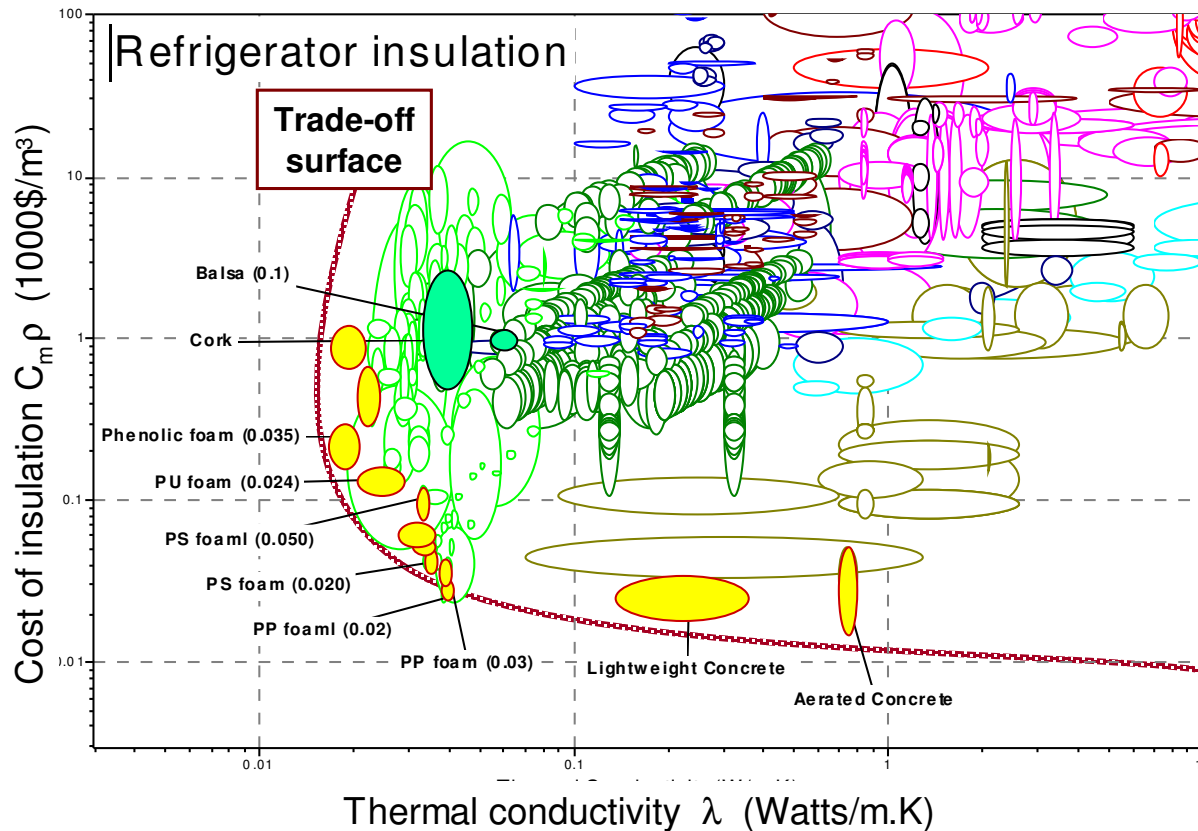 Refrigerator insulation
Trade-off
surface
Cost of insulation Cₘρ (1000$/m³)
100
10
1
0.1
0.01
Balsa (0.1)
Cork
Phenolic foam (0.035)
PU foam (0.024)
PS foaml (0.050)
PS foam (0.020)
PP foaml (0.02)
PP foam (0.03)
Lightweight Concrete
Aerated Concrete
0.01
0.1
1
1
Thermal conductivity λ (Watts/m.K)